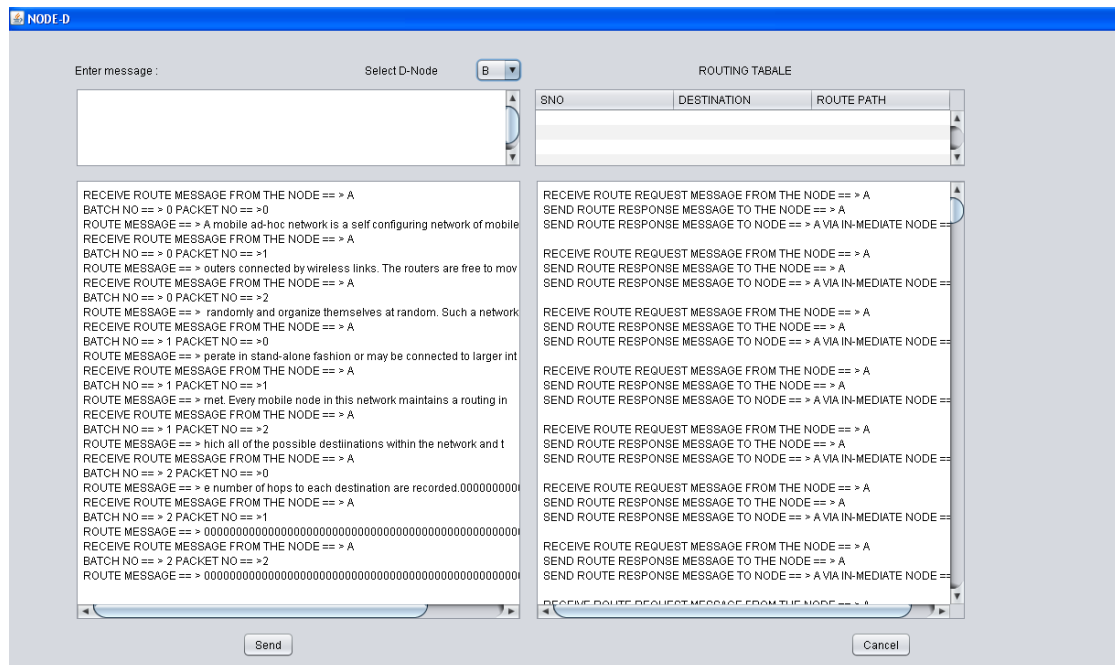 NODE-D
Enter message :
Select D-Node
B
ROUTING TABALE
SNO
DESTINATION
ROUTE PATH
RECEIVE ROUTE MESSAGE FROM THE NODE == > A
BATCH NO == > 0 PACKET NO == >0
ROUTE MESSAGE == > A mobile ad-hoc network is a self configuring network of mobile
RECEIVE ROUTE MESSAGE FROM THE NODE == > A
BATCH NO == > 0 PACKET NO == >1
ROUTE MESSAGE == > outers connected by wireless links. The routers are free to mov
RECEIVE ROUTE MESSAGE FROM THE NODE == > A
BATCH NO == > 0 PACKET NO == >2
ROUTE MESSAGE == > randomly and organize themselves at random. Such a network
RECEIVE ROUTE MESSAGE FROM THE NODE == > A
BATCH NO == > 1 PACKET NO == >0
ROUTE MESSAGE == > perate in stand-alone fashion or may be connected to larger int
RECEIVE ROUTE MESSAGE FROM THE NODE == > A
BATCH NO == > 1 PACKET NO == >1
ROUTE MESSAGE == > rnet. Every mobile node in this network maintains a routing in
RECEIVE ROUTE MESSAGE FROM THE NODE == > A
BATCH NO == > 1 PACKET NO == >2
ROUTE MESSAGE == > hich all of the possible destiinations within the network and t
RECEIVE ROUTE MESSAGE FROM THE NODE == > A
BATCH NO == > 2 PACKET NO == >0
ROUTE MESSAGE == > e number of hops to each destination are recorded.
RECEIVE ROUTE MESSAGE FROM THE NODE == > A
BATCH NO == > 2 PACKET NO == >1
ROUTE MESSAGE == >
RECEIVE ROUTE MESSAGE FROM THE NODE == > A
BATCH NO == > 2 PACKET NO == >2
ROUTE MESSAGE == >
RECEIVE ROUTE REQUEST MESSAGE FROM THE NODE == > A
SEND ROUTE RESPONSE MESSAGE TO THE NODE == > A
SEND ROUTE RESPONSE MESSAGE TO NODE == > A VIA IN-MEDIATE NODE ==
RECEIVE ROUTE REQUEST MESSAGE FROM THE NODE == > A
SEND ROUTE RESPONSE MESSAGE TO THE NODE == > A
SEND ROUTE RESPONSE MESSAGE TO NODE == > A VIA IN-MEDIATE NODE ==
RECEIVE ROUTE REQUEST MESSAGE FROM THE NODE == > A
SEND ROUTE RESPONSE MESSAGE TO THE NODE == > A
SEND ROUTE RESPONSE MESSAGE TO NODE == > A VIA IN-MEDIATE NODE ==
RECEIVE ROUTE REQUEST MESSAGE FROM THE NODE == > A
SEND ROUTE RESPONSE MESSAGE TO THE NODE == > A
SEND ROUTE RESPONSE MESSAGE TO NODE == > A VIA IN-MEDIATE NODE ==
RECEIVE ROUTE REQUEST MESSAGE FROM THE NODE == > A
SEND ROUTE RESPONSE MESSAGE TO THE NODE == > A
SEND ROUTE RESPONSE MESSAGE TO NODE == > A VIA IN-MEDIATE NODE ==
RECEIVE ROUTE REQUEST MESSAGE FROM THE NODE == > A
SEND ROUTE RESPONSE MESSAGE TO THE NODE == > A
SEND ROUTE RESPONSE MESSAGE TO NODE == > A VIA IN-MEDIATE NODE ==
RECEIVE ROUTE REQUEST MESSAGE FROM THE NODE == > A
SEND ROUTE RESPONSE MESSAGE TO THE NODE == > A
SEND ROUTE RESPONSE MESSAGE TO NODE == > A VIA IN-MEDIATE NODE ==
RECEIVE ROUTE REQUEST MESSAGE FROM THE NODE == > A
Send
Cancel